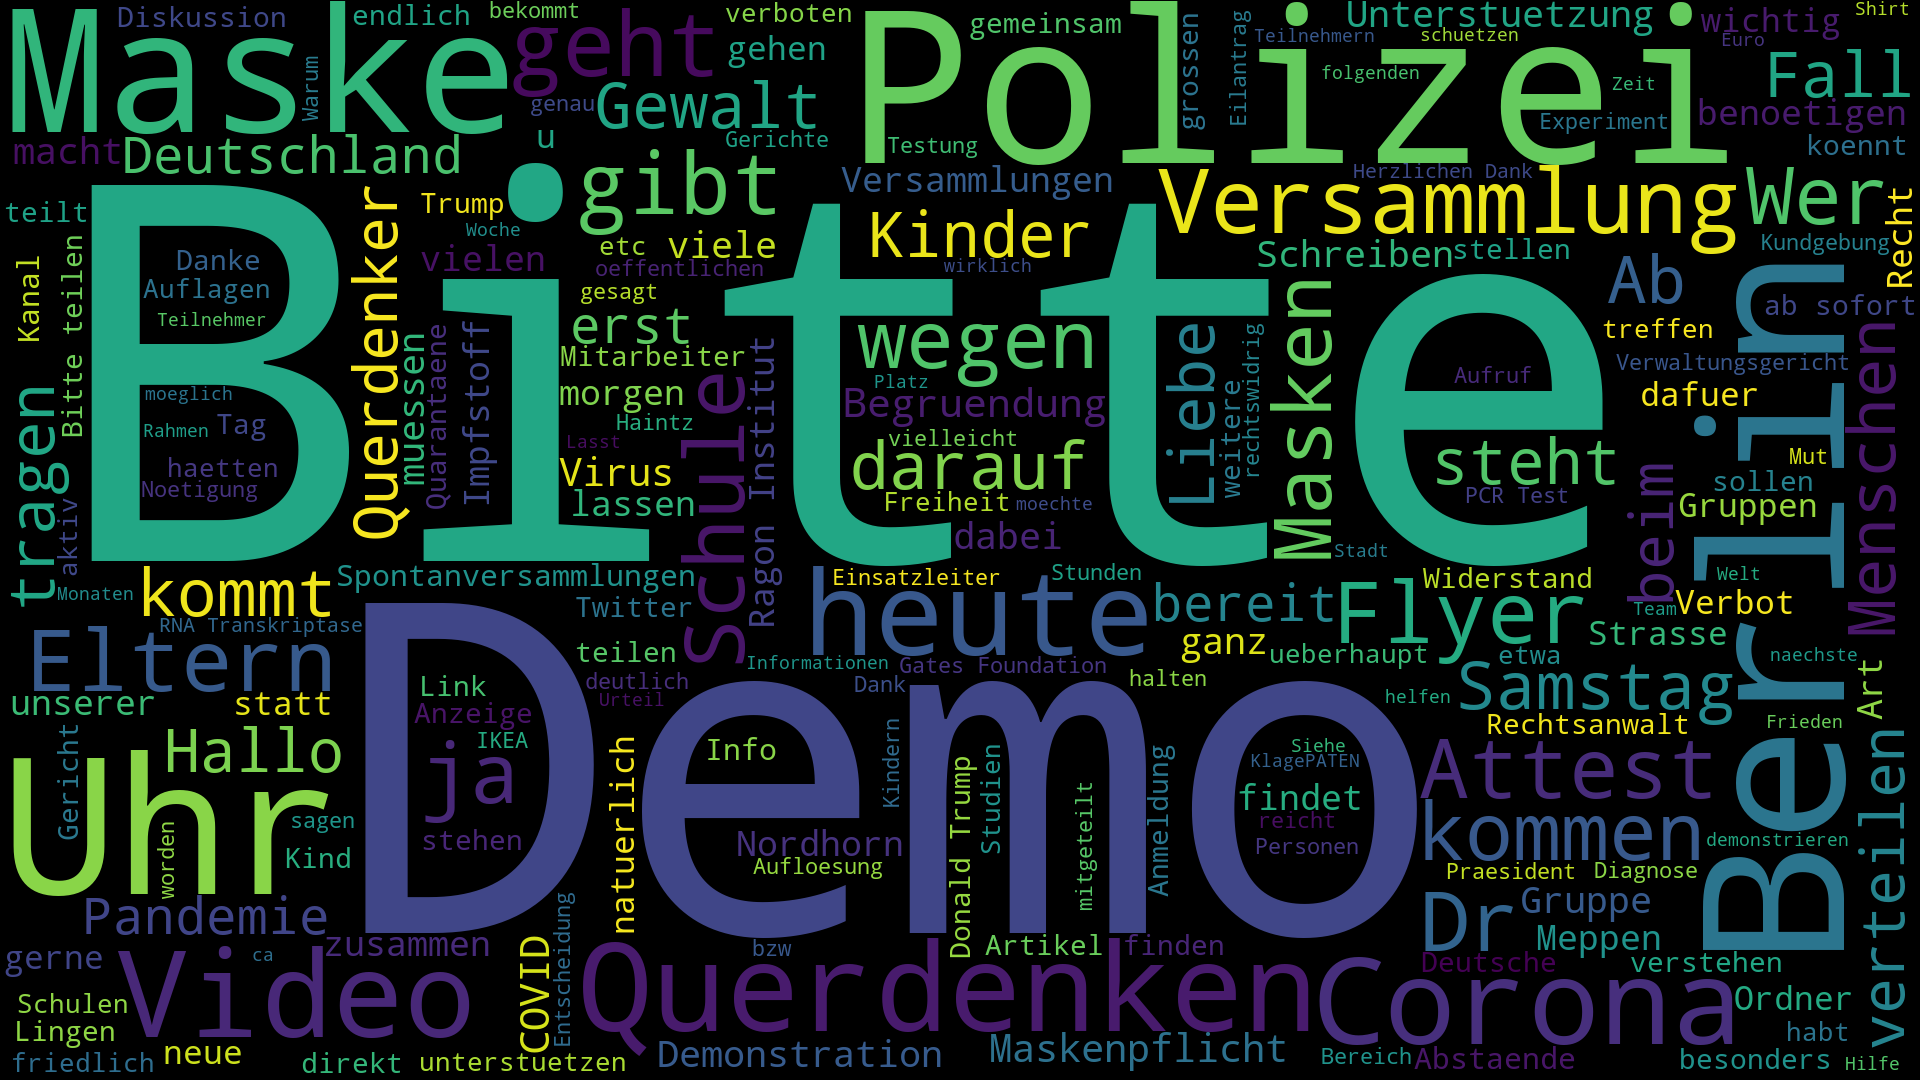 Maske
Diskussion
endlich
bekommt
geht
verboten
gehen
Polizei
gemeinsam
Unterstuetzung
wichtig
Shirt
Euro
Teilnehmern
schuetzen
grossen
Eilantrag
folgenden
Zeit
Fall
Warum
genau
Gewalt
u
Gerichte
Testung
Experiment
benoetigen
koennt
macht
Deutschland
gibt
Versammlungen
Herzlichen Dank
Versammlung
Wer
Recht
teilt
Bitte
Querdenker
Trump
Woche
etc
viele
Kinder
wirklich
Schreiben
stellen
Kundgebung
Kanal
Bitte teilen
Danke
Auflagen
Teilnehmer
vielen
oeffentlichen
gesagt
Ab
ab sofort
Berlin
treffen
Verwaltungsgericht
Menschen
erst
Mitarbeiter
morgen
Haintz
Lasst
Virus
lassen
muessen
Quarantaene
Impfstoff
Schule
Ragon Institut
wegen
Platz
Begruendung
vielleicht
darauf
Freiheit
moechte
dabei
Liebe
weitere
rechtswidrig
Masken
Aufruf
steht
PCR Test
Stadt
dafuer
beim
Mut
sollen
Gruppen
moeglich
Rahmen
Tag
haetten
Noetigung
tragen
aktiv
Monaten
kommt
Spontanversammlungen
RNA Transkriptase
Twitter
Einsatzleiter
heute
Stunden
bereit
Flyer
Widerstand
Welt
Team
Verbot
Strasse
naechste
Eltern
teilen
Informationen
Gates Foundation
ganz
ueberhaupt
etwa
unserer
statt
Demo
Link
Anzeige
IKEA
deutlich
Urteil
Dank
halten
helfen
Samstag
Rechtsanwalt
Frieden
Art
Gericht
Hallo
Uhr
ja
stehen
natuerlich
Info
Nordhorn
Aufloesung
Kindern
Donald Trump
Studien
mitgeteilt
Anmeldung
Siehe
KlagePATEN
findet
reicht
Personen
Attest
kommen
demonstrieren
Praesident
Diagnose
verteilen
sagen
worden
Kind
Pandemie
zusammen
gerne
ca
Video
COVID
Entscheidung
bzw
Artikel
finden
Querdenken
Corona
Dr
Gruppe
Meppen
Deutsche
verstehen
Ordner
Schulen
Lingen
habt
friedlich
neue
direkt
unterstuetzen
Demonstration
Maskenpflicht
Bereich
Abstaende
besonders
Hilfe